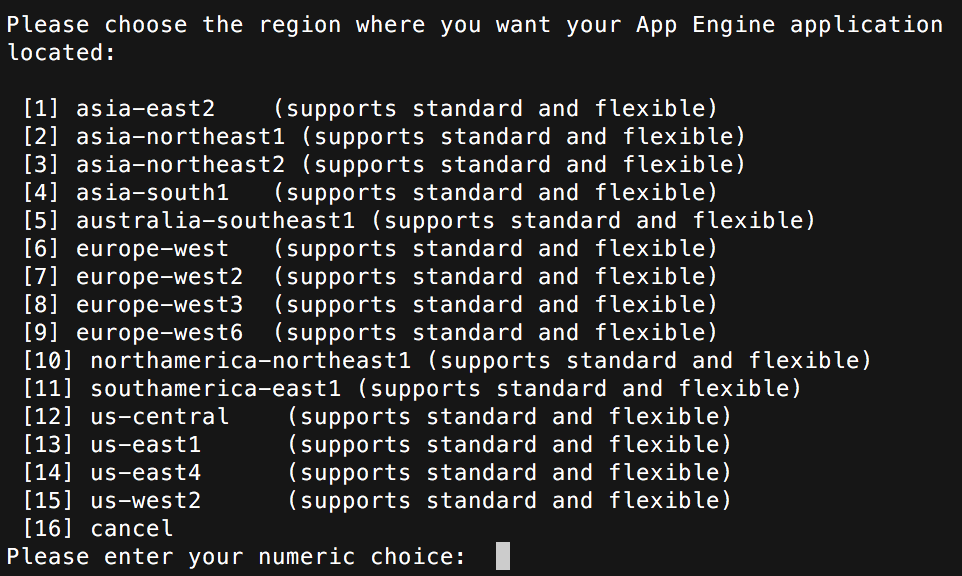 Please choose the region where you want your App Engine application
located:

 [1] asia-east2    (supports standard and flexible)
 [2] asia-northeast1 (supports standard and flexible)
 [3] asia-northeast2 (supports standard and flexible)
 [4] asia-south1   (supports standard and flexible)
 [5] australia-southeast1 (supports standard and flexible)
 [6] europe-west   (supports standard and flexible)
 [7] europe-west2  (supports standard and flexible)
 [8] europe-west3  (supports standard and flexible)
 [9] europe-west6  (supports standard and flexible)
 [10] northamerica-northeast1 (supports standard and flexible)
 [11] southamerica-east1 (supports standard and flexible)
 [12] us-central    (supports standard and flexible)
 [13] us-east1      (supports standard and flexible)
 [14] us-east4      (supports standard and flexible)
 [15] us-west2      (supports standard and flexible)
 [16] cancel
Please enter your numeric choice: